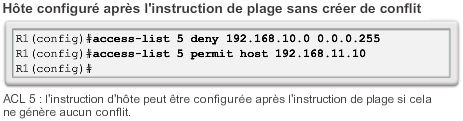 Hôte configuré après l'instruction de plage sans créer de conflit
R1(config)#access-list 5 deny 192.168.10.0 0.0.0.255
R1(config)#access-list 5 permit host 192.168.11.10
R1(config)#
ACL 5 : l'instruction d'hôte peut être configurée après l'instruction de plage si cela
ne génère aucun conflit.